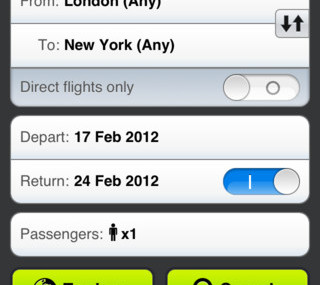 From: London (Any)
To: New York (Any)
Direct flights only
Depart: 17 Feb 2012
Return: 24 Feb 2012
Passengers: x1